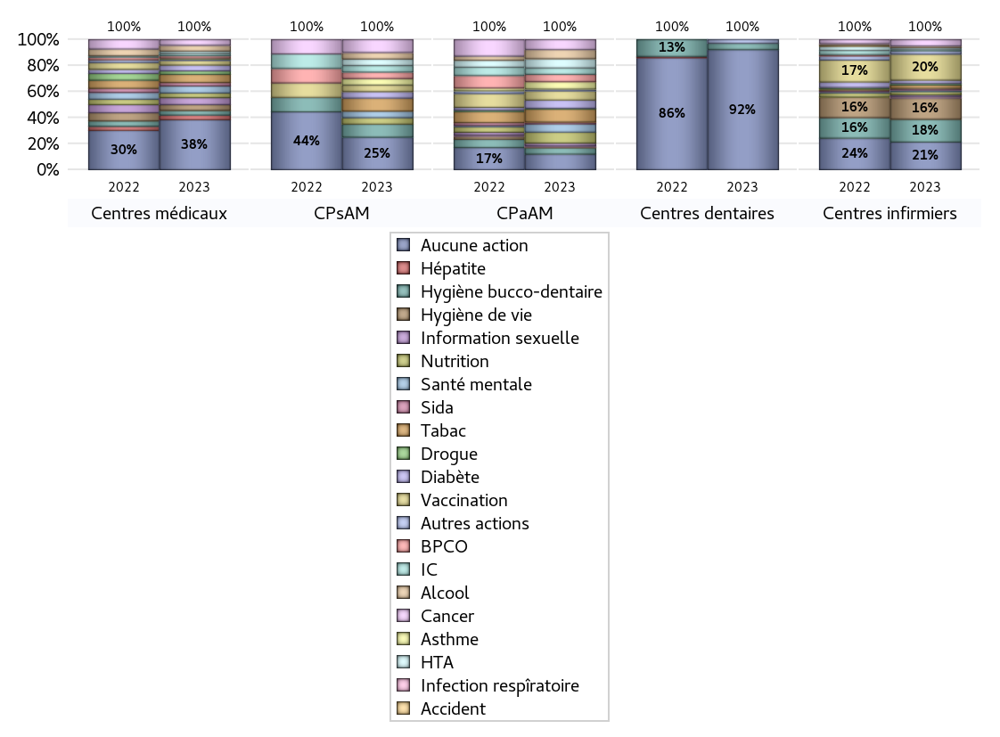 100% 100% 100% 100% 100% 100% 100% 100% 100% 100%
100%
80%
60%
40%
20%
0%
30% 38% 44% 25% 17% 13% 86% 92% 17% 16% 16% 24% 20% 16% 18% 21%
2022 2023 2022 2023 2022 2023 2022 2023 2022 2023
Centres médicaux CPsAM CPaAM Centres dentaires Centres infirmiers
Aucune action
Hépatite
Hygiène bucco-dentaire
Hygiène de vie
Information sexuelle
Nutrition
Santé mentale
Sida
Tabac
Drogue
Diabète
Vaccination
Autres actions
BPCO
IC
Alcool
Cancer
Asthme
HTA
Infection respîratoire
Accident